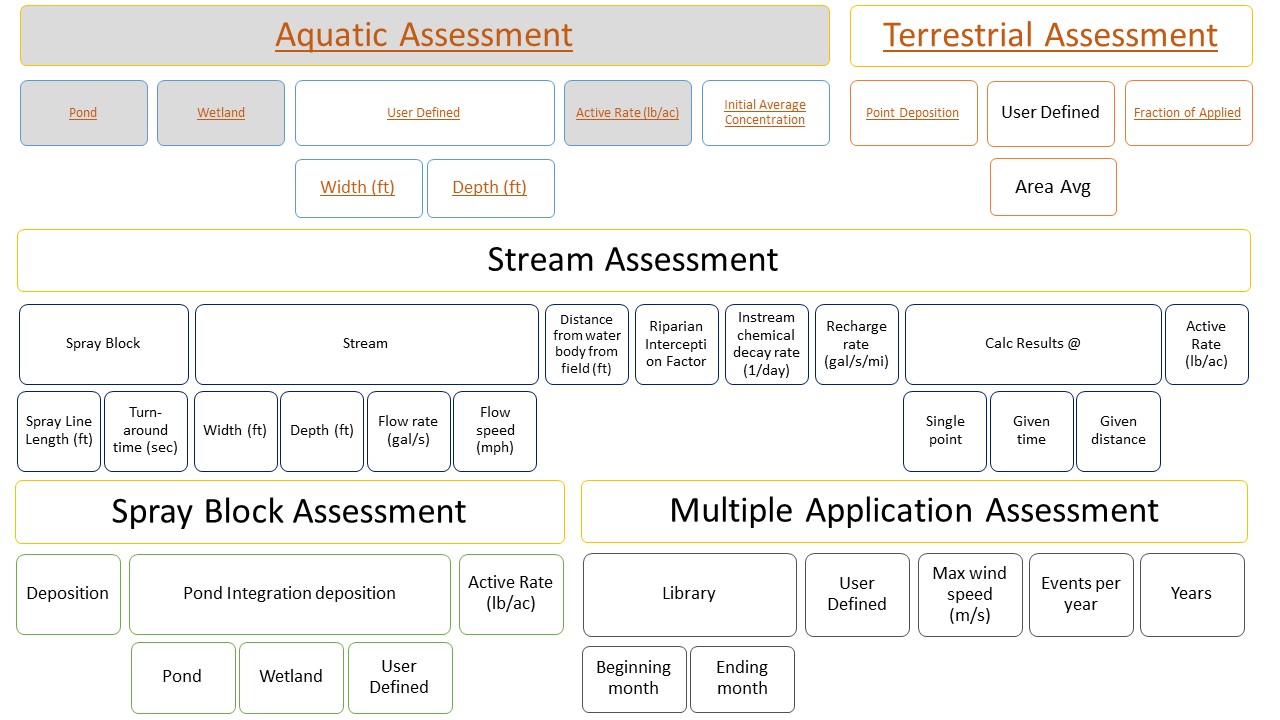 Aquatic Assessment
Terrestrial Assessment
Pond
Wetland
User Defined
Active Rate (lb/ac)
Initial Average
Concentration
Point Deposition
User Defined
Fraction of Applied
Width (ft)
Depth (ft)
Area Avg
Stream Assessment
Spray Block
Stream
Distance
from water
body from
field (ft)
Riparian
Intercepti
on Factor
Instream
chemical
decay rate
(1/day)
Recharge
rate
(gal/s/mi)
Calc Results @
Active
Rate
(lb/ac)
Spray Line
Length (ft)
Turn-
around
time (sec)
Width (ft)
Depth (ft)
Flow rate
(gal/s)
Flow
speed
(mph)
Single
point
Given
time
Given
distance
Spray Block Assessment
Multiple Application Assessment
Deposition
Pond Integration deposition
Active Rate
(lb/ac)
Library
User
Defined
Max wind
speed
(m/s)
Events per
year
Years
Pond
Wetland
User
Defined
Beginning
month
Ending
month